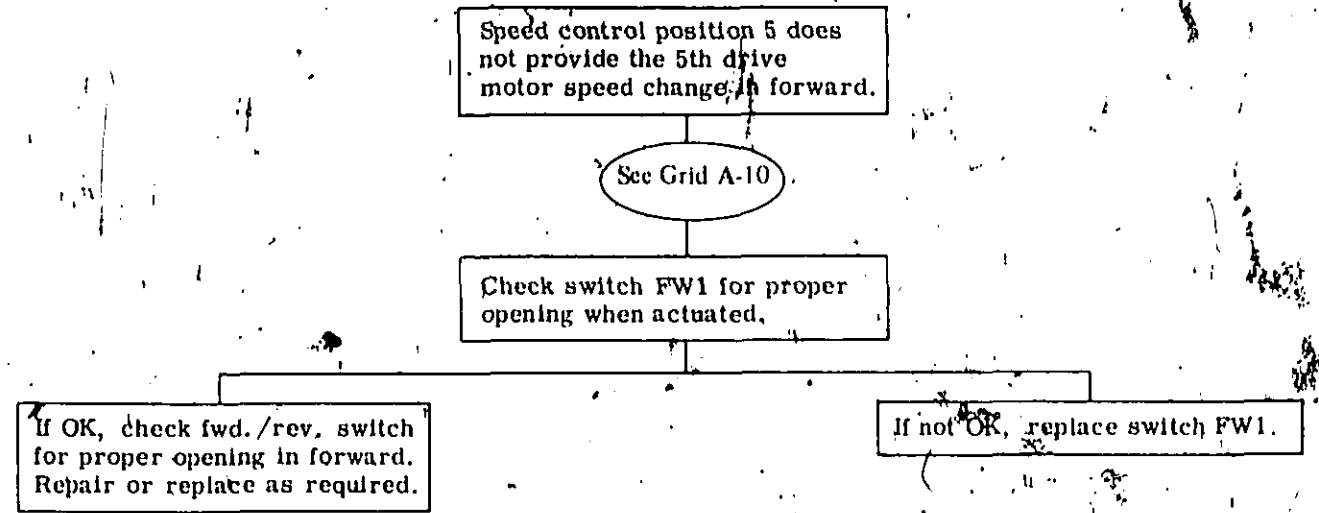 Speed control position 5 does
not provide the 5th drive
motor speed change in forward.
See Grid A-10
Check switch FW1 for proper
opening when actuated.
If OK, check fwd./rev. switch
for proper opening in forward.
Repair or replace as required.
If not OK, replace switch FW1.